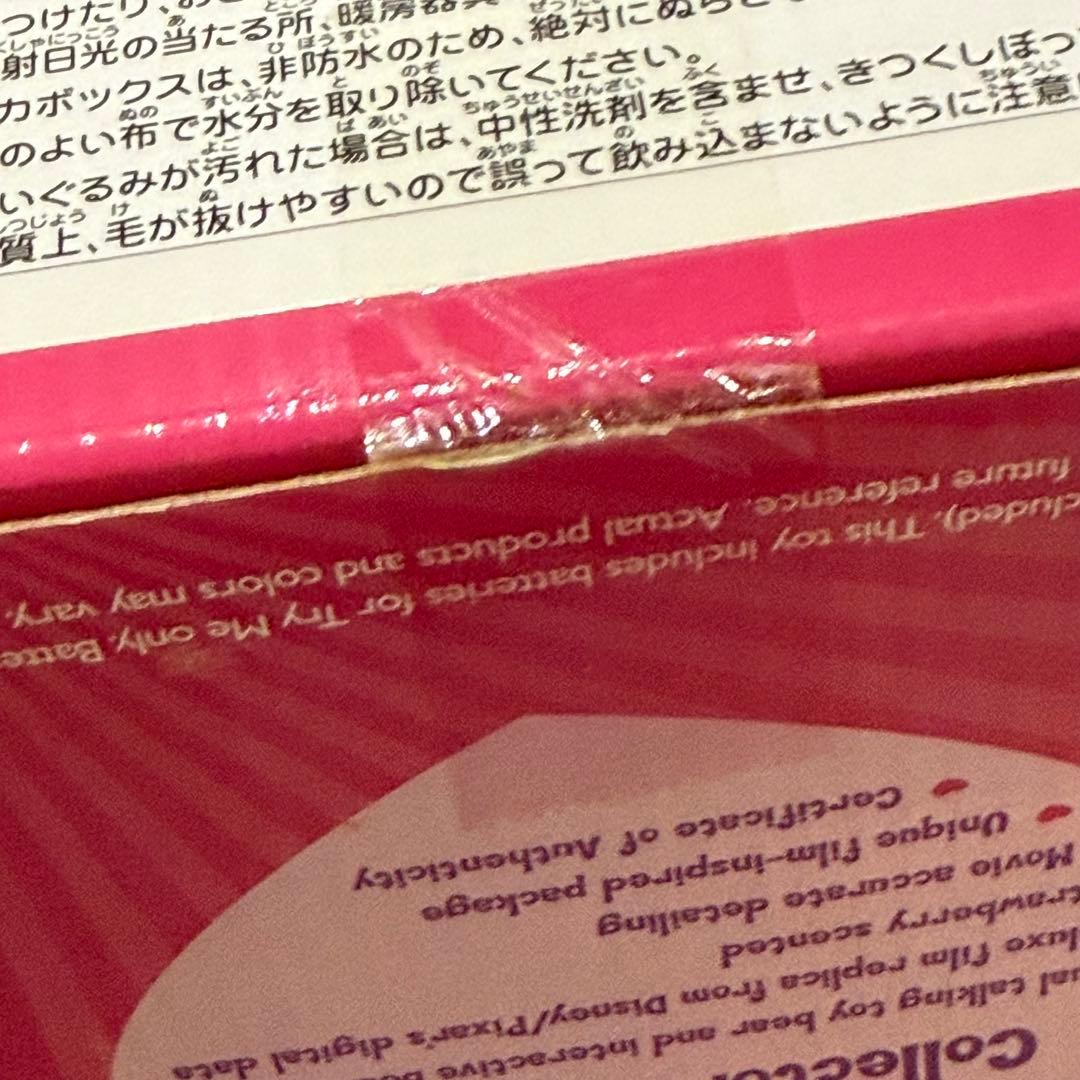 射日光の当たる所、暖房器具
カボックスは、非防水のため、絶対にぬらさ
のよい布で水分を取り除いてください。
いぐるみが汚れた場合は、中性洗剤を含ませ、きつくしぼっ
質上、毛が抜けやすいので誤って飲み込まないように注意
Collector
talking toy bear and interactive
film replica from Disney/Pixar's digital data
trawberry scented
Movie accurate detailing
• Unique film-inspired package
• Certificate of Authenticity
cluded). This toy includes batteries for Try Me only. Batte
future reference. Actual products and colors may vary.